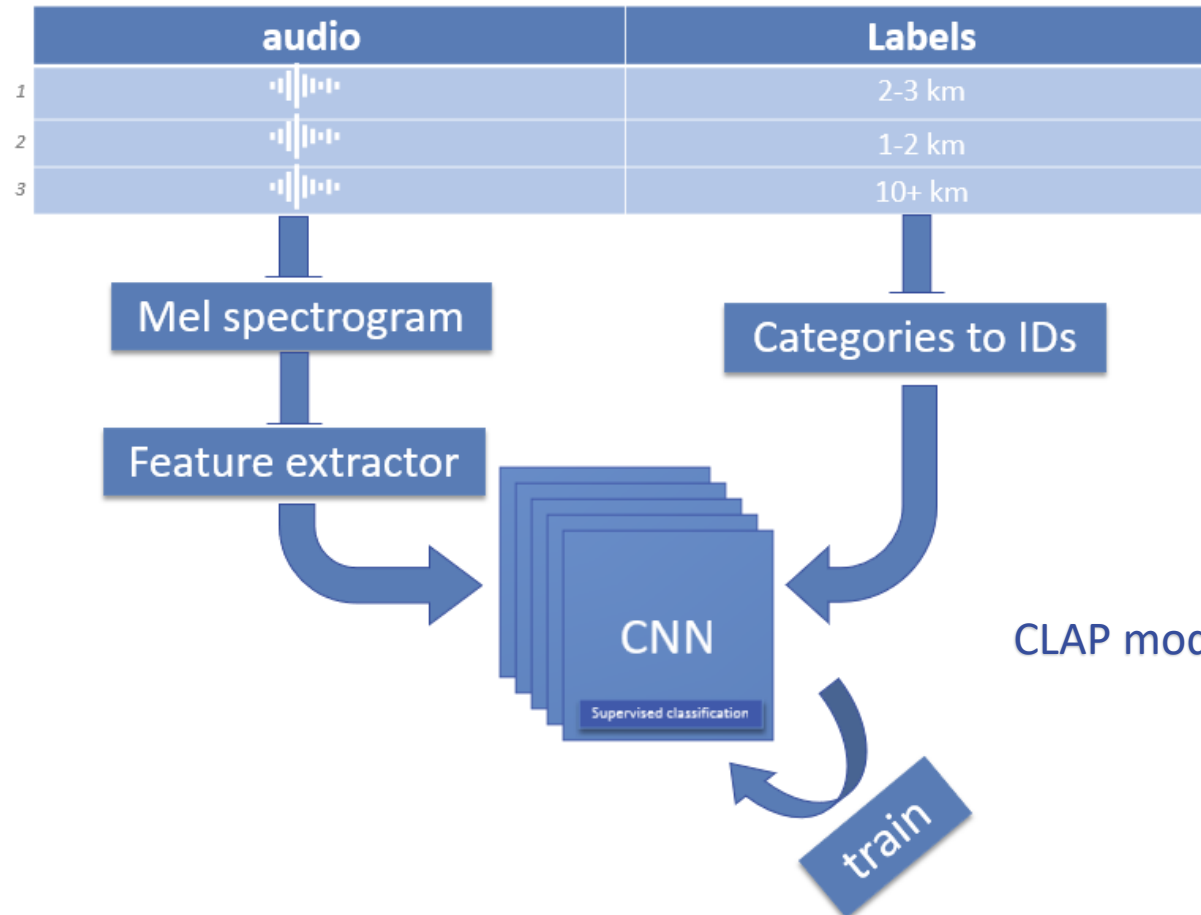 audio Labels
1 2-3 km
2 1-2 km
3 10+ km
Mel spectrogram
Categories to IDs
Feature extractor
CNN
Supervised classification
CLAP
train